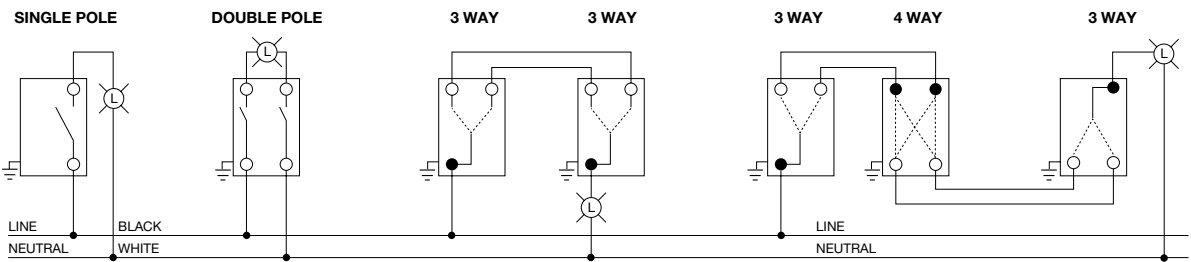 SINGLE POLE
DOUBLE POLE
3 WAY
3 WAY
3 WAY
4 WAY
3 WAY
L
L
L
L
LINE
BLACK
LINE
NEUTRAL
WHITE
NEUTRAL